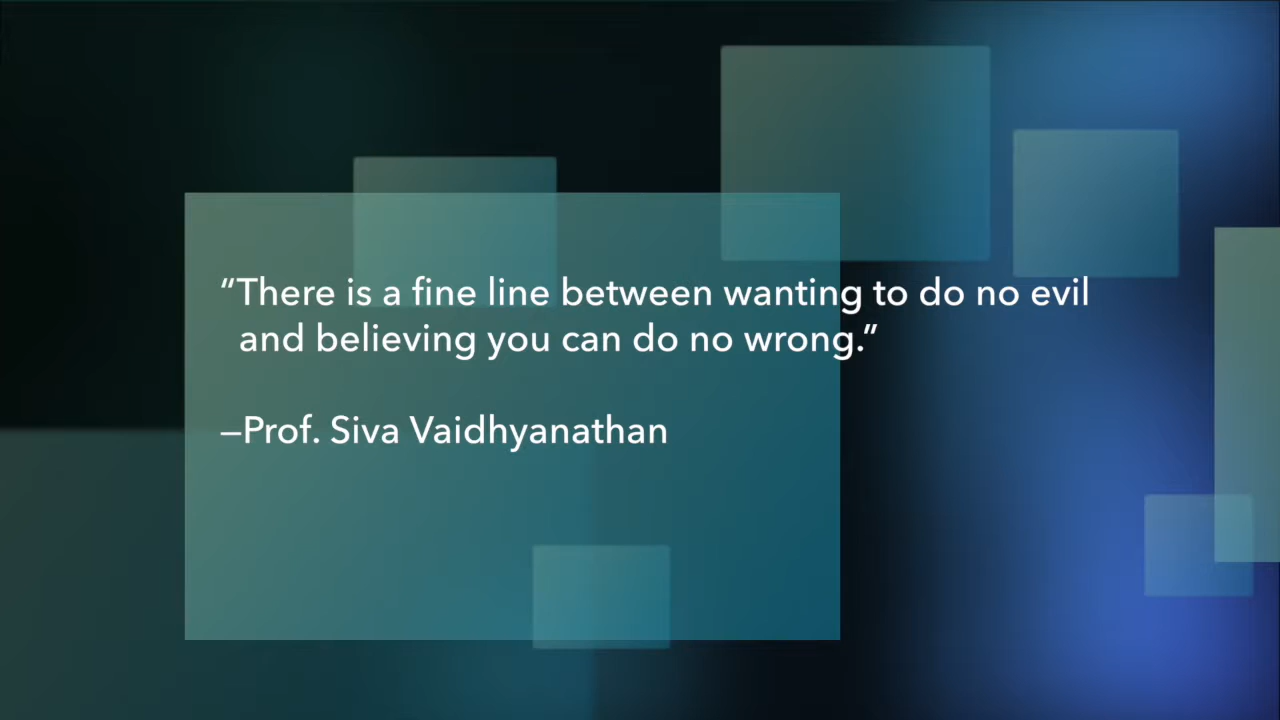 “There is a fine line between wanting to do no evil
and believing you can do no wrong.”
–Prof. Siva Vaidhyanathan